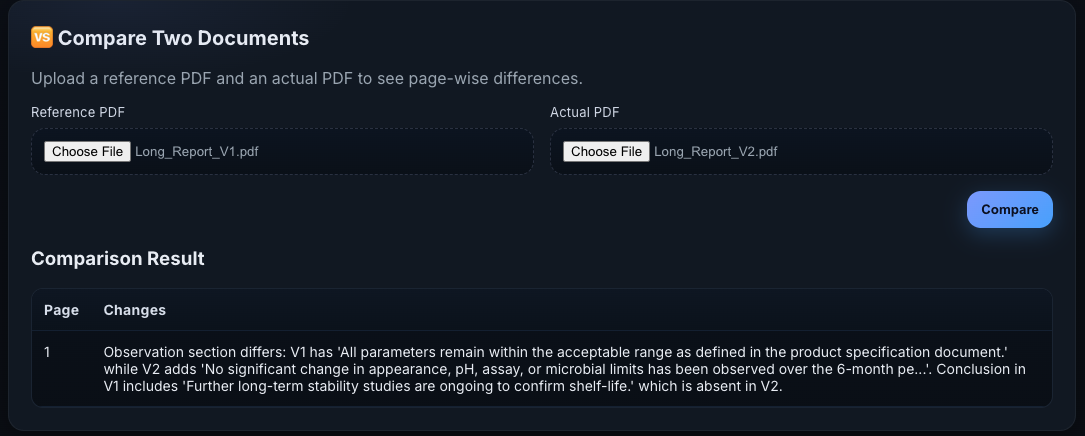 🆚 Compare Two Documents
Upload a reference PDF and an actual PDF to see page-wise differences.
Reference PDF
Actual PDF
Choose File Long_Report_V1.pdf
Choose File Long_Report_V2.pdf
Compare
Comparison Result
Page Changes
1 Observation section differs: V1 has 'All parameters remain within the acceptable range as defined in the product specification document.'
while V2 adds 'No significant change in appearance, pH, assay, or microbial limits has been observed over the 6-month pe...'. Conclusion in
V1 includes 'Further long-term stability studies are ongoing to confirm shelf-life.' which is absent in V2.